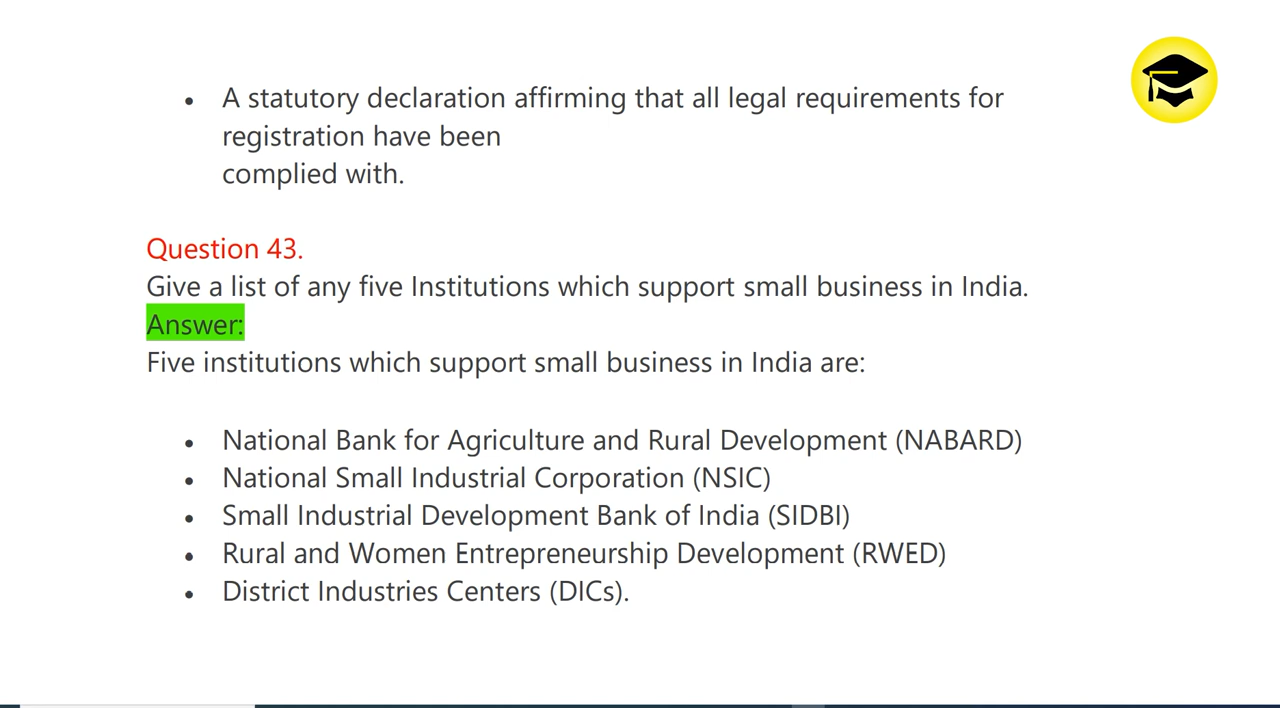 • A statutory declaration affirming that all legal requirements for
registration have been
complied with.
Question 43.
Give a list of any five Institutions which support small business in India.
Answer:
Five institutions which support small business in India are:
• National Bank for Agriculture and Rural Development (NABARD)
• National Small Industrial Corporation (NSIC)
• Small Industrial Development Bank of India (SIDBI)
• Rural and Women Entrepreneurship Development (RWED)
• District Industries Centers (DICs).